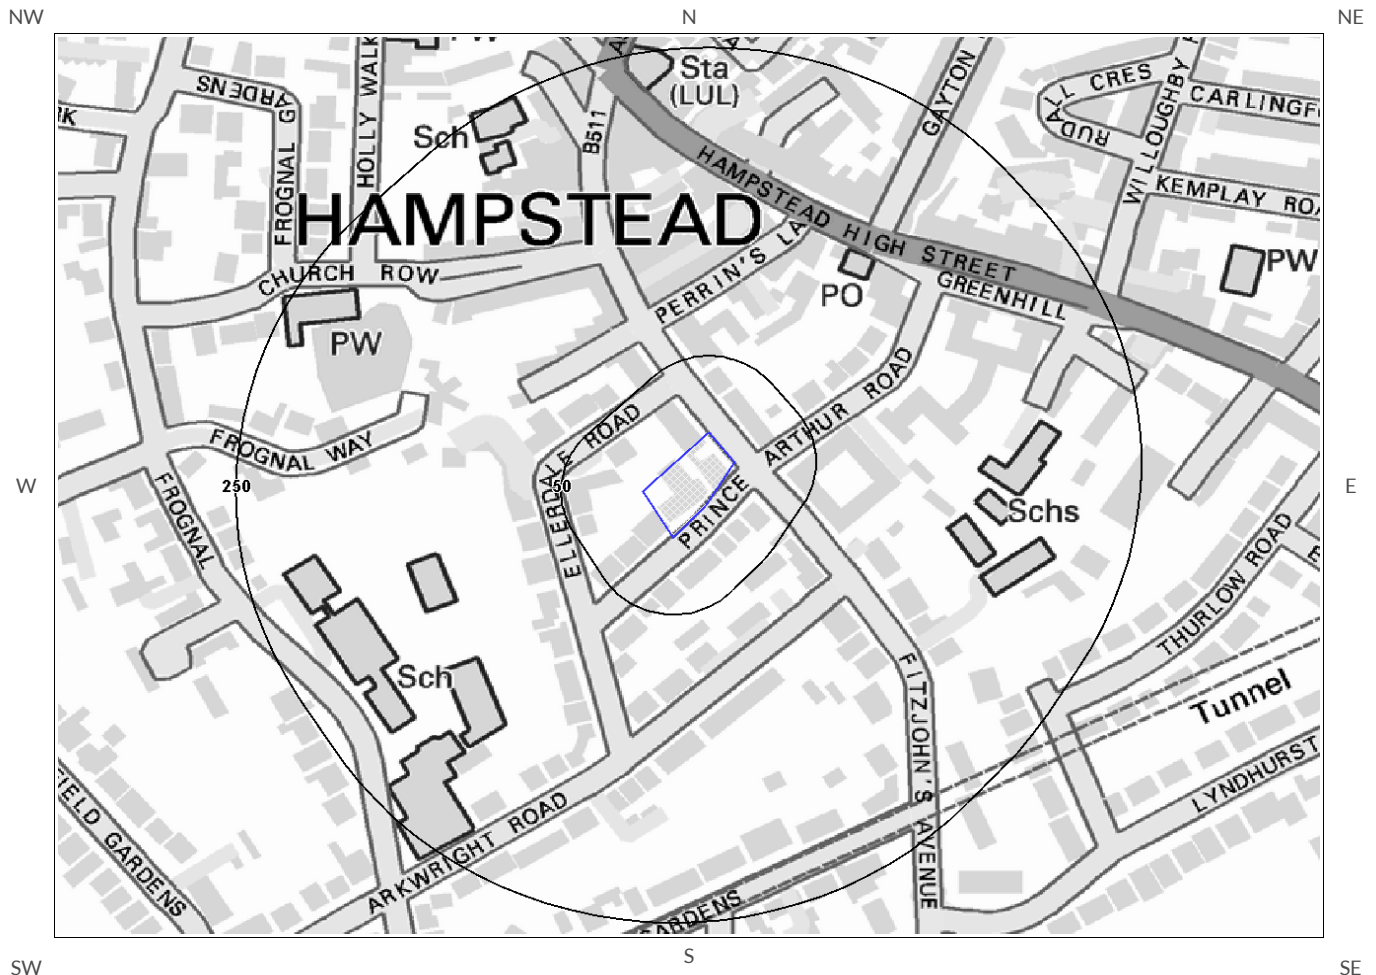 NW
N
NE
Sta
(LUL)
GARDENS
FROGNAL
HOLLY WALK
Sch
B511
GAYTON
RUDALL CRES
RUD
WILLOUGHBY
CARLINGF
KEMPLAY ROA
HAMPSTEAD
HAMPSTEAD HIGH STREET
CHURCH ROW
PERRIN'S LA
PO
GREENHILL
PW
PW
ELLERDALE ROAD
ARTHUR ROAD
FROGNAL WAY
W
250
50
E
FROGNAL
PRINCE
Schs
THURLOW ROAD
Sch
FITZJOHN'S AVENUE
Tunnel
LYNDHURST
IELD GARDENS
ARKWRIGHT ROAD
GARDENS
SW
S
SE